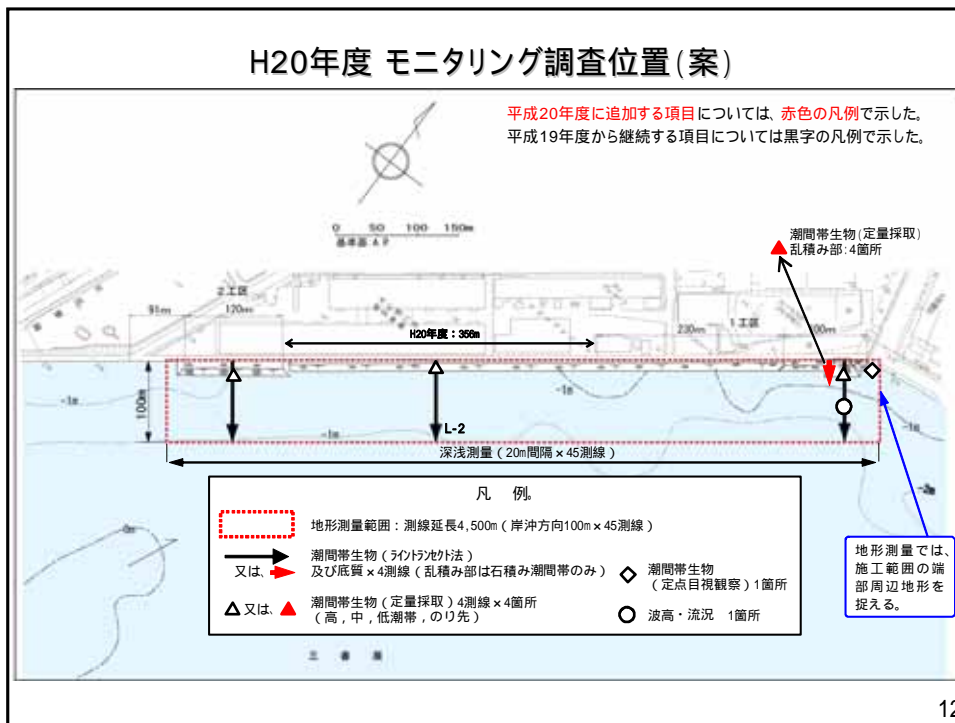 H20年度 モニタリング調査位置(案)
平成20年度に追加する項目については、赤色の凡例で示した。
平成19年度から継続する項目については黒字の凡例で示した。
0 50 100 150m
潮間帯生物(定量採取)
乱積み部:4箇所
2工区
91m
120m
H20年度:356m
230m
1工区
100m
-1m
-1m
-1m
-1m
L-2
深浅測量(20m間隔×45測線)
-2m
凡 例。
地形測量範囲:測線延長4,500m(岸沖方向100m×45測線)
潮間帯生物(ライントランセクト法)
又は、 及び底質×4測線(乱積み部は石積み潮間帯のみ)
潮間帯生物
(定点目視観察)1箇所
又は、 潮間帯生物(定量採取)4測線×4箇所
(高,中,低潮帯,のり先)
波高・流況 1箇所
地形測量では、
施工範囲の端
部周辺地形を
捉える。
三 番 瀬
12